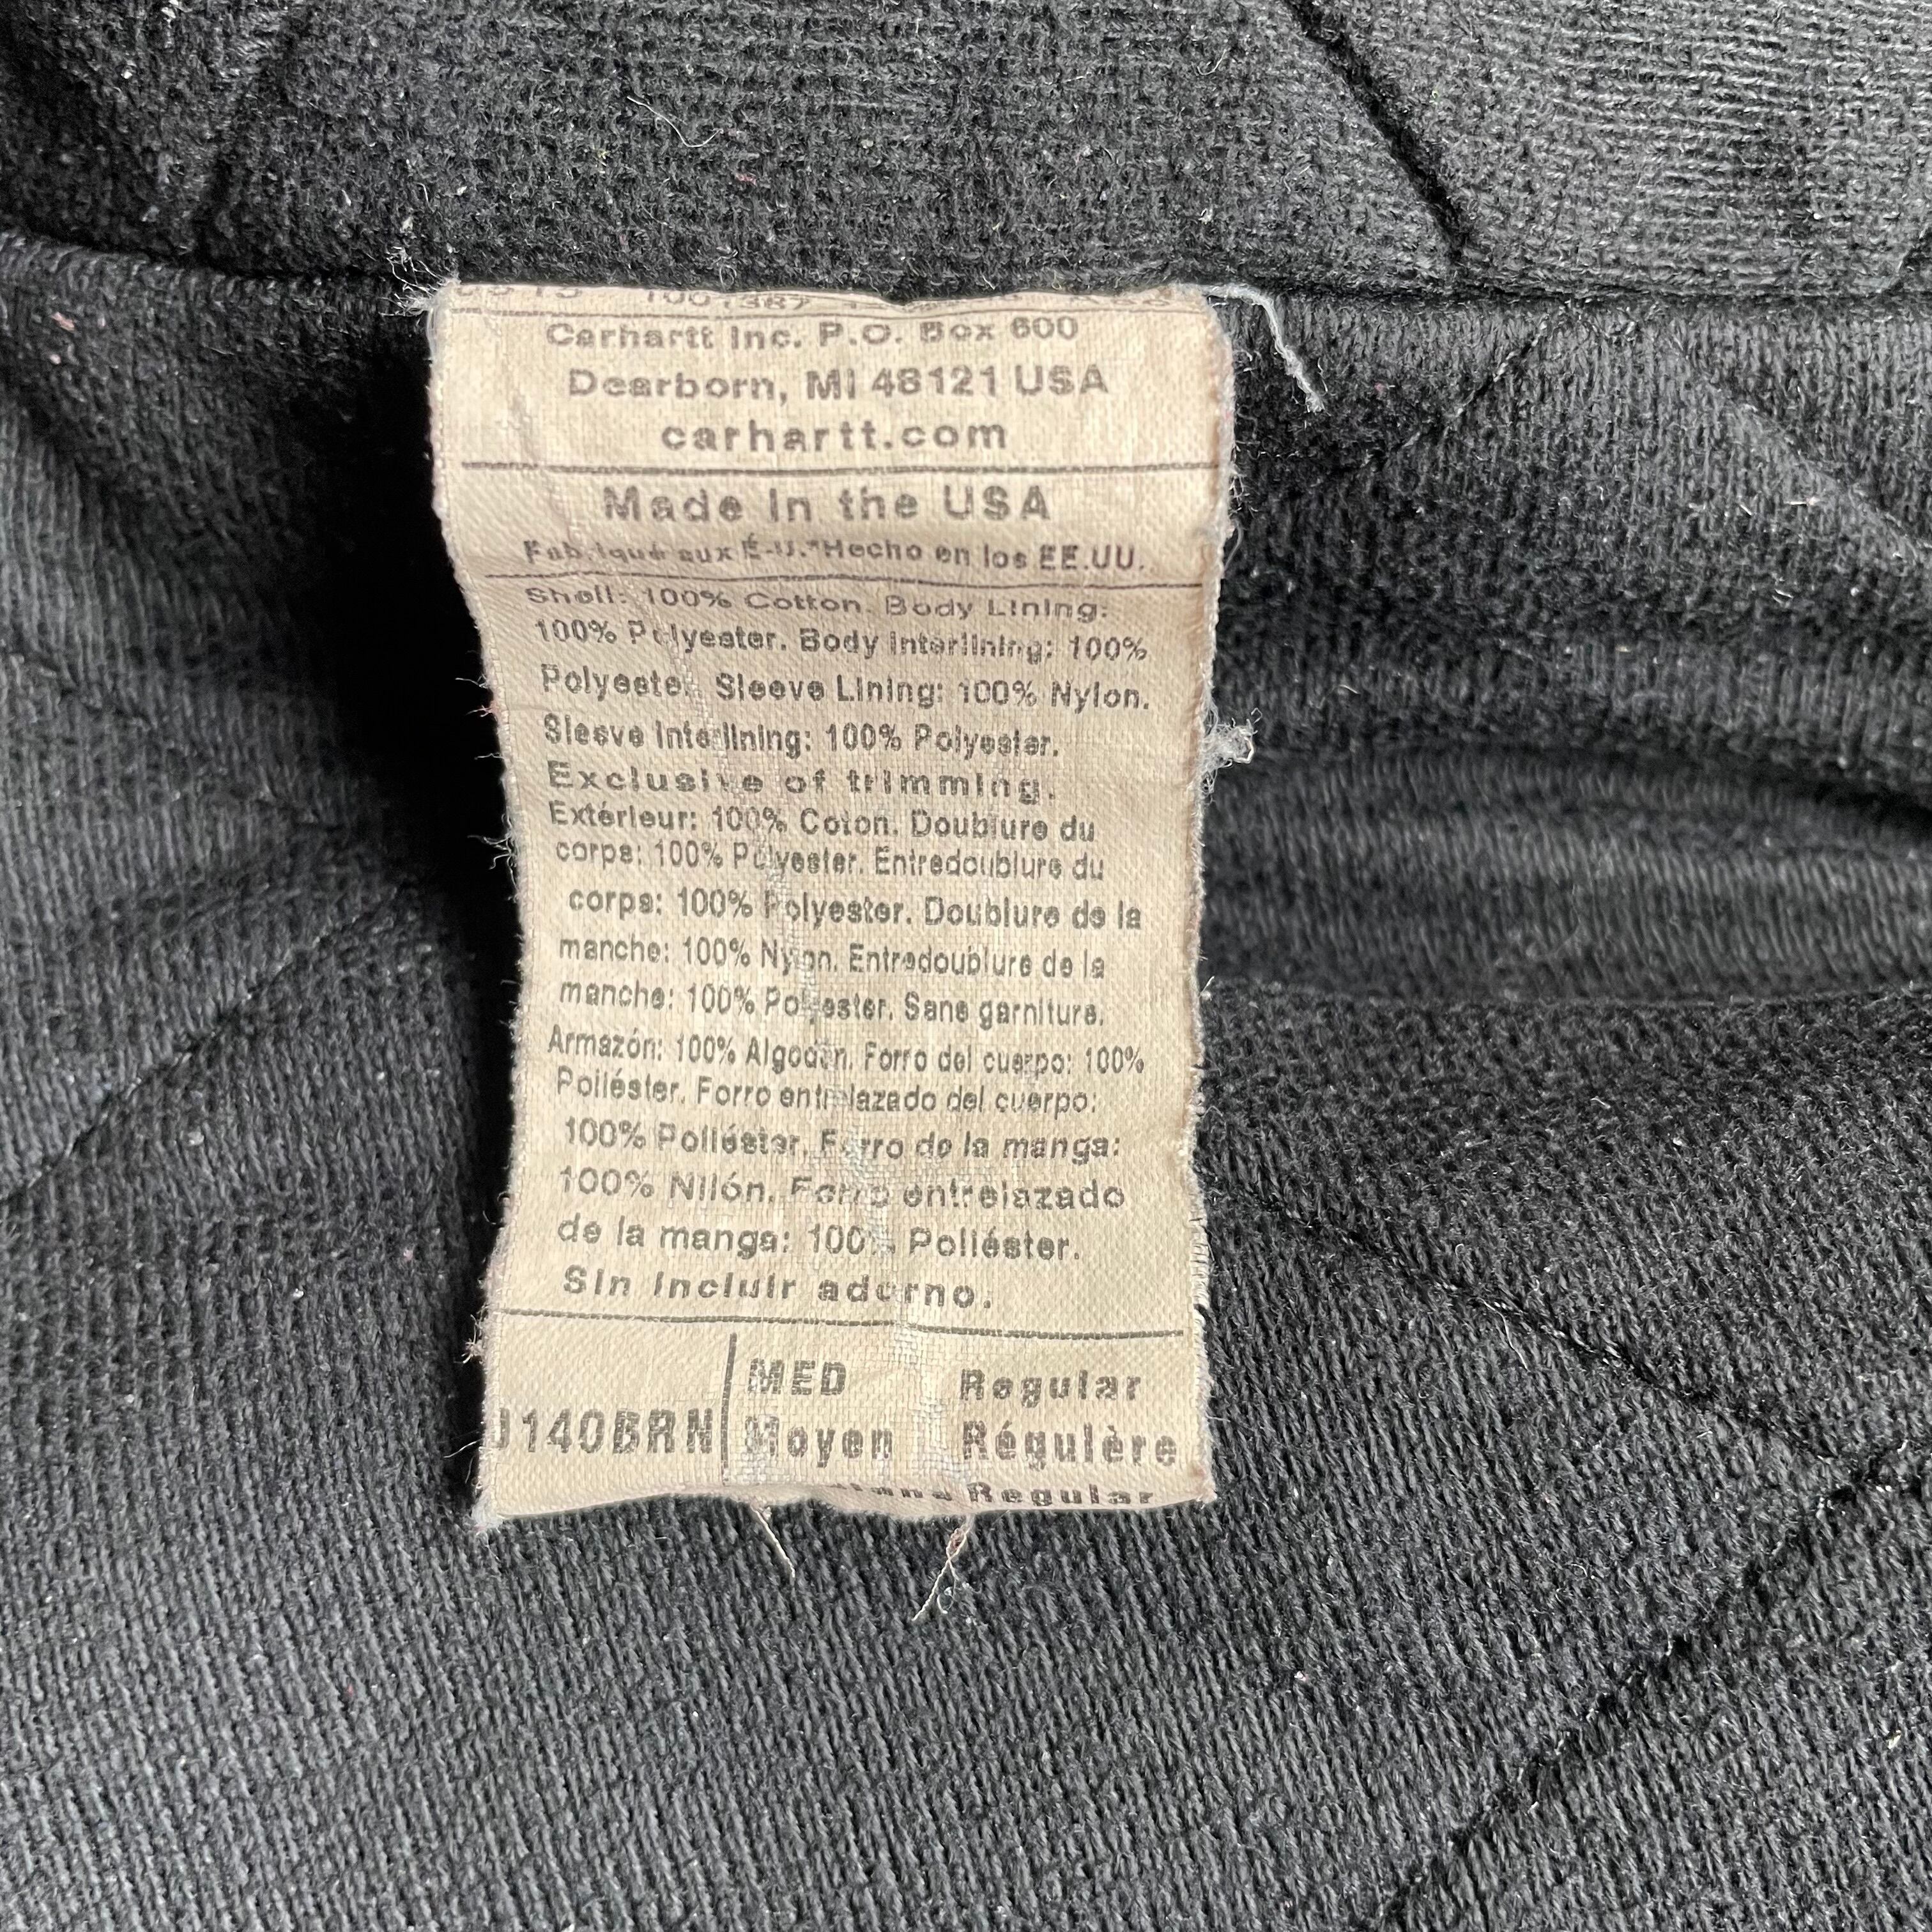 Carhartt Inc. P.O. Box 600
Dearborn, MI 48121 USA
carhartt.com
Made in the USA
Fabriqué aux É-U.*Hecho en los EE.UU.
Shell: 100% Cotton. Body Lining:
100% Polyester. Body Interlining: 100%
Polyester. Sleeve Lining: 100% Nylon.
Sleeve Interlining: 100% Polyester.
Exclusive of trimming.
Extérieur: 100% Coton. Doublure du
corps: 100% Polyester. Entredoublure du
corps: 100% Polyester. Doublure de la
manche: 100% Nylon. Entredoublure de la
manche: 100% Polyester. Sans garniture.
Armazón: 100% Algodón. Forro del cuerpo: 100%
Poliéster. Forro entrelazado del cuerpo:
100% Poliéster. Forro de la manga:
100% Nilón. Forro entrelazado
de la manga: 100% Poliéster.
Sin incluir adorno.
MED Regular
J140BRN Moyen Régulière
Regular